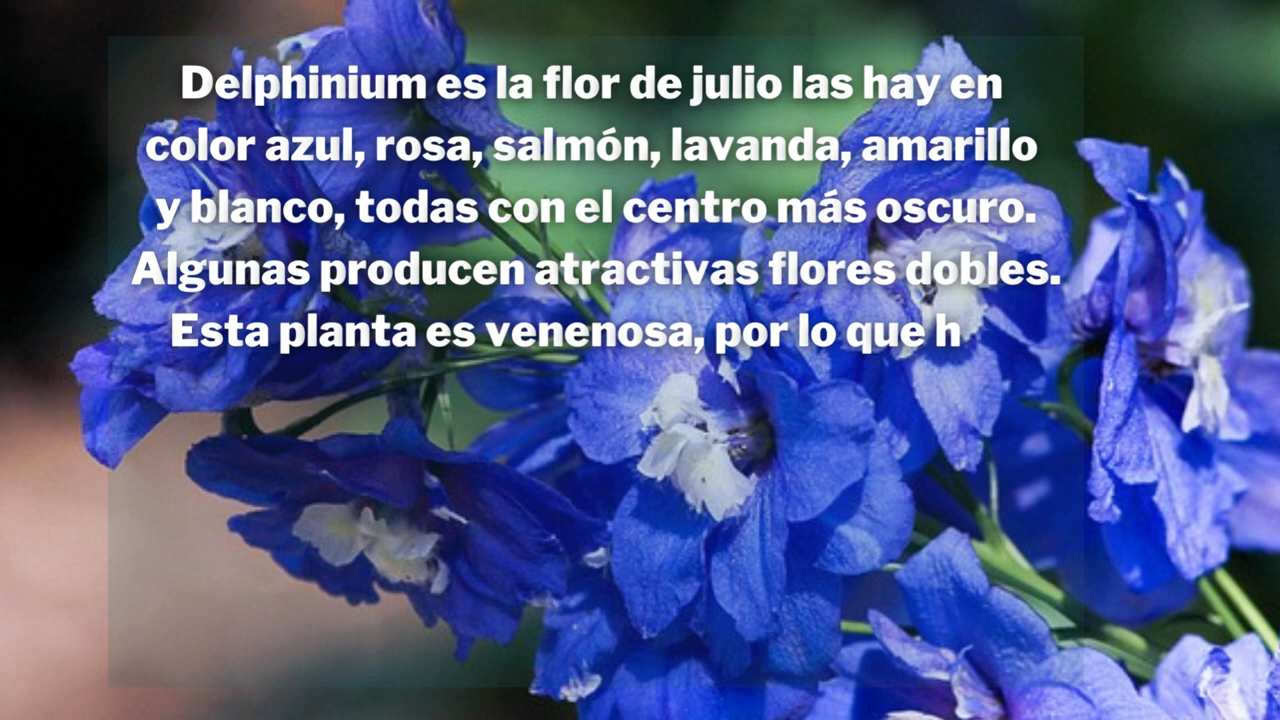 Delphinium es la flor de julio las hay en
color azul, rosa, salmón, lavanda, amarillo
y blanco, todas con el centro más oscuro.
Algunas producen atractivas flores dobles.
Esta planta es venenosa, por lo que h